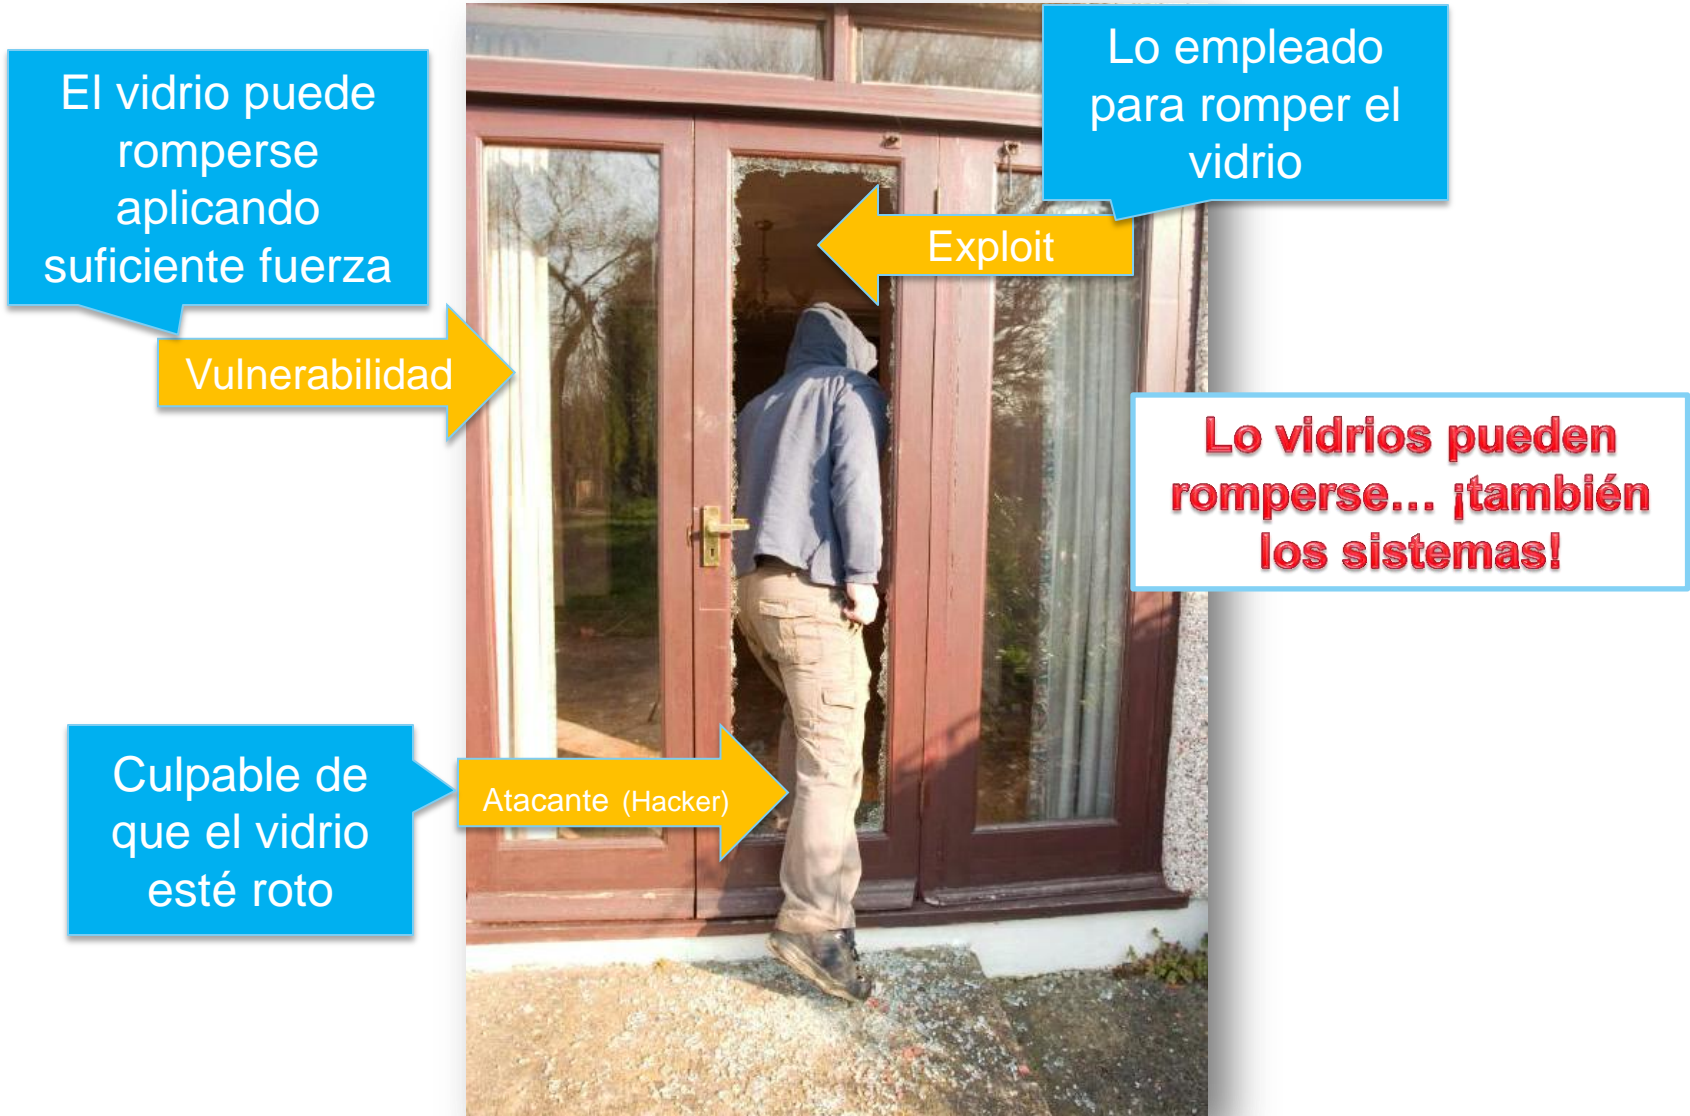 El vidrio puede
romperse
aplicando
suficiente fuerza
Vulnerabilidad
Lo empleado
para romper el
vidrio
Exploit
Lo vidrios pueden
romperse... ¡también
los sistemas!
Culpable de
que el vidrio
esté roto
Atacante (Hacker)